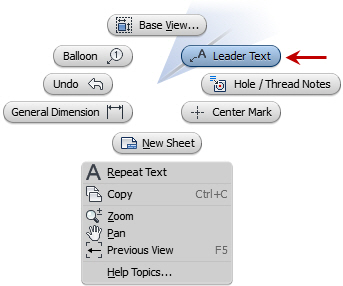 Base View...
Balloon
Leader Text
Undo
Hole / Thread Notes
General Dimension
Center Mark
New Sheet
Repeat Text
Copy Ctrl+C
Zoom
Pan
Previous View F5
Help Topics...